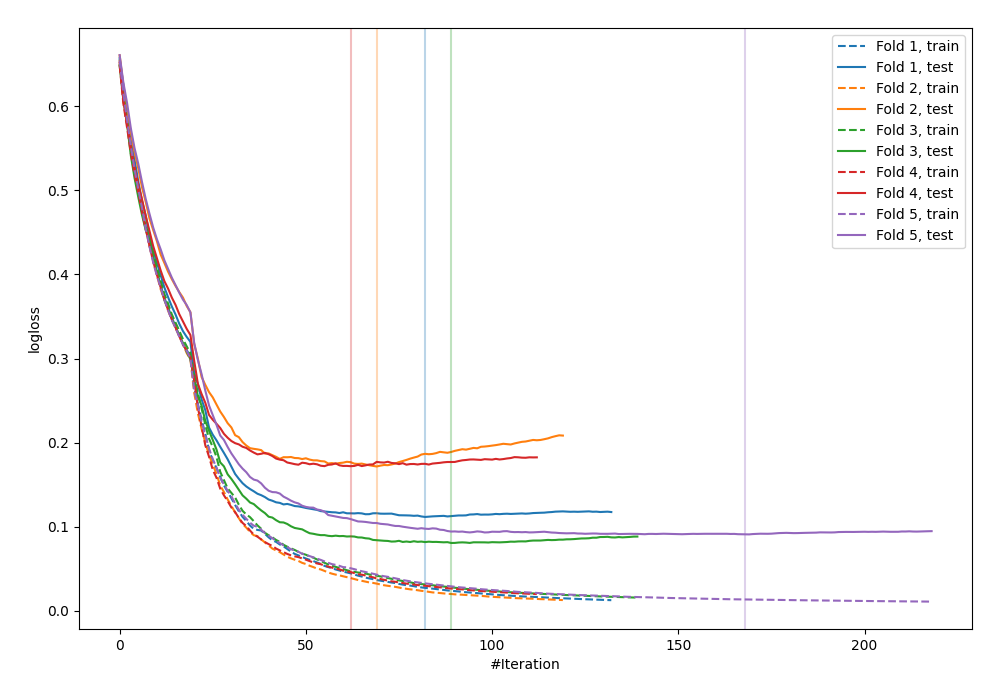 0.6
0.5
0.4
0.3
0.2
0.1
0.0
logloss
0
50
100
150
200
#Iteration
Fold 1, train
Fold 1, test
Fold 2, train
Fold 2, test
Fold 3, train
Fold 3, test
Fold 4, train
Fold 4, test
Fold 5, train
Fold 5, test